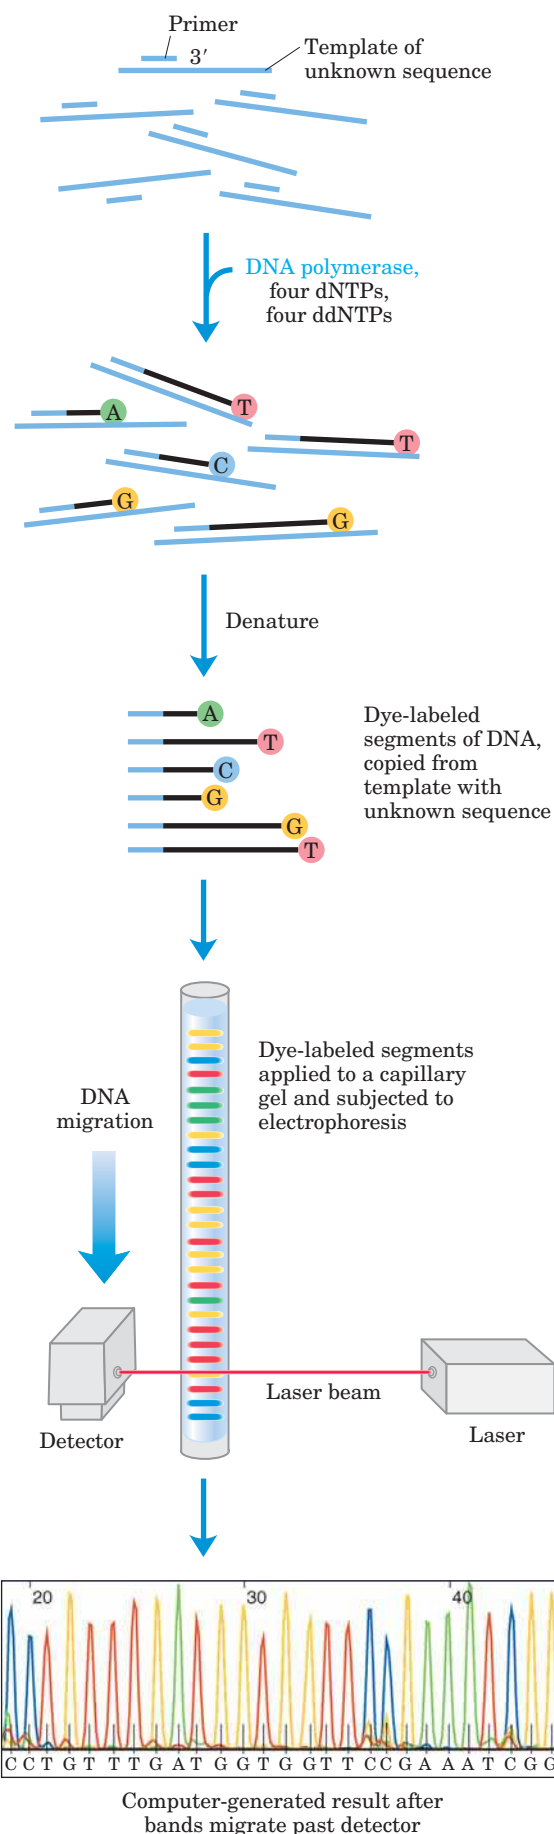 Primer
3′
Template of
unknown sequence
DNA polymerase,
four dNTPs,
four ddNTPs
A
T
T
C
G
G
Denature
A
T
C
G
G
T
Dye-labeled
segments of DNA,
copied from
template with
unknown sequence
Dye-labeled segments
applied to a capillary
gel and subjected to
electrophoresis
DNA
migration
Laser beam
Detector
Laser
20 30 40
C C T G T T T G A T G G T G G T T C C G A A A T C G G
Computer-generated result after
bands migrate past detector